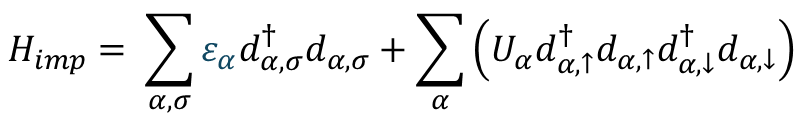 $H_{imp} = \sum_{\alpha,\sigma} \varepsilon_{\alpha} d^{\dagger}_{\alpha,\sigma} d_{\alpha,\sigma} + \sum_{\alpha} \left( U_{\alpha} d^{\dagger}_{\alpha,\uparrow} d_{\alpha,\uparrow} d^{\dagger}_{\alpha,\downarrow} d_{\alpha,\downarrow} \right)$